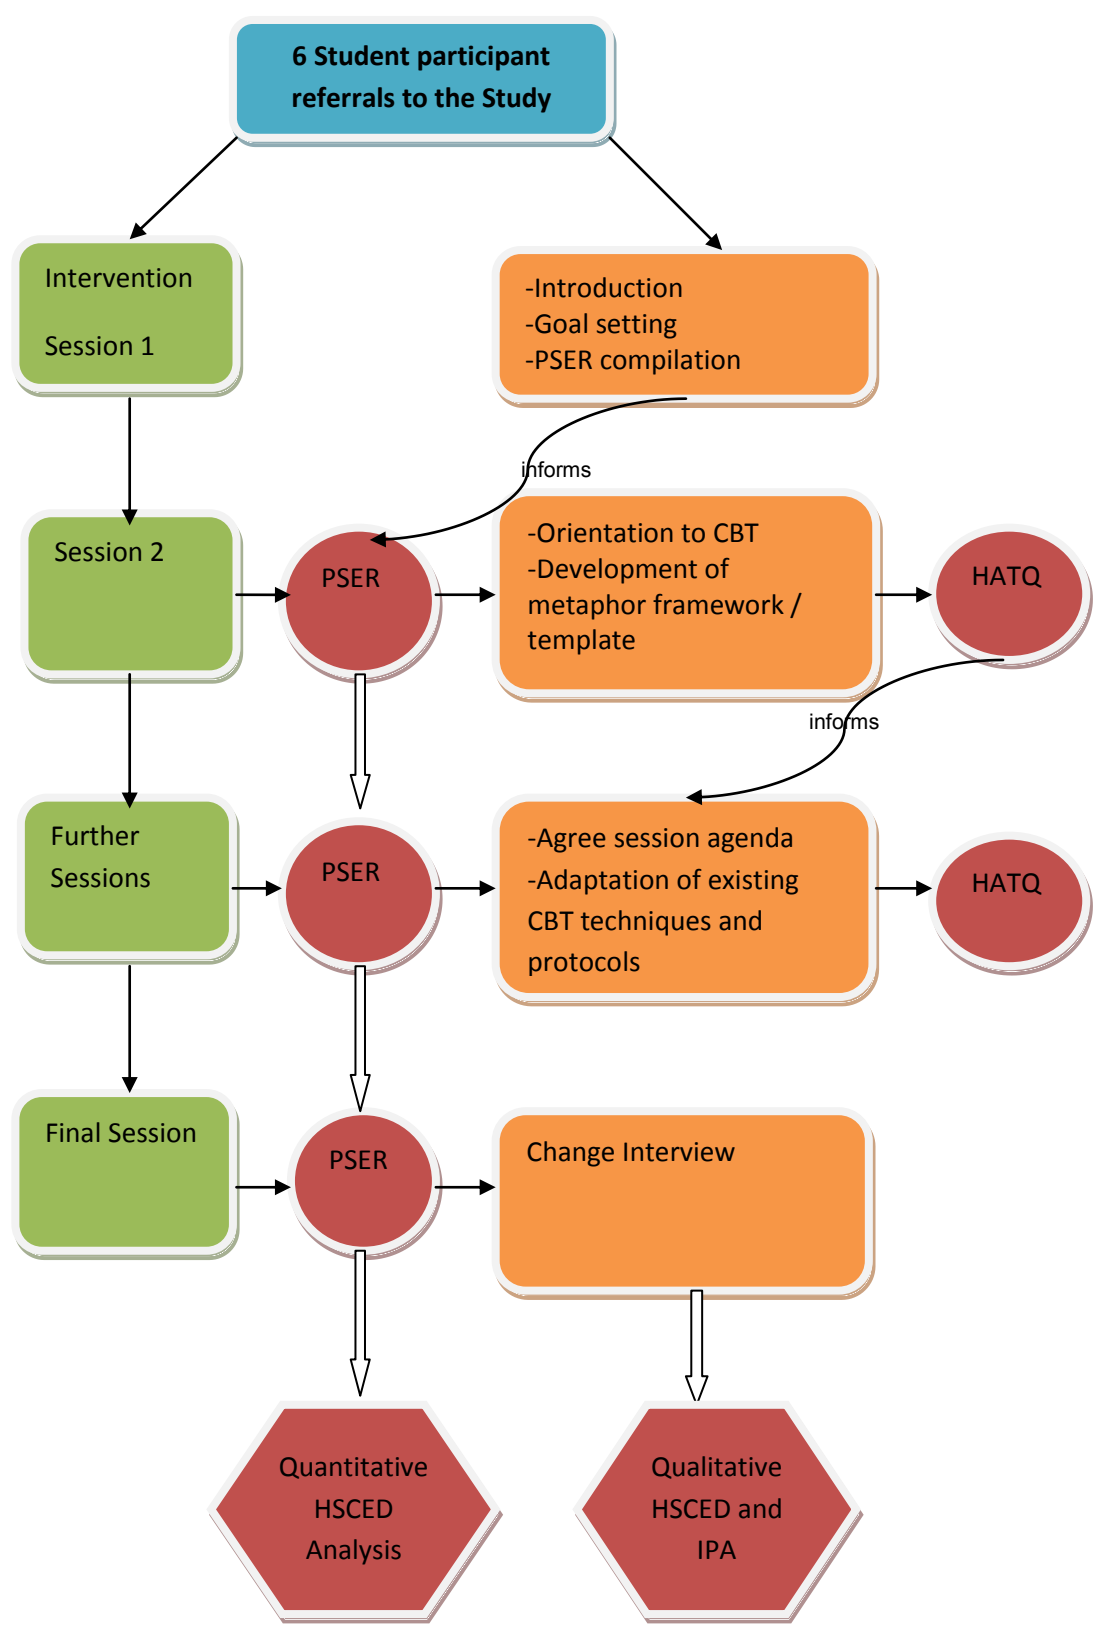 6 Student participant
referrals to the Study
Intervention
Session 1
-Introduction
-Goal setting
-PSER compilation
informs
Session 2
PSER
-Orientation to CBT
-Development of
metaphor framework /
template
HATQ
informs
Further
Sessions
PSER
-Agree session agenda
-Adaptation of existing
CBT techniques and
protocols
HATQ
Final Session
PSER
Change Interview
Quantitative
HSCED
Analysis
Qualitative
HSCED and
IPA